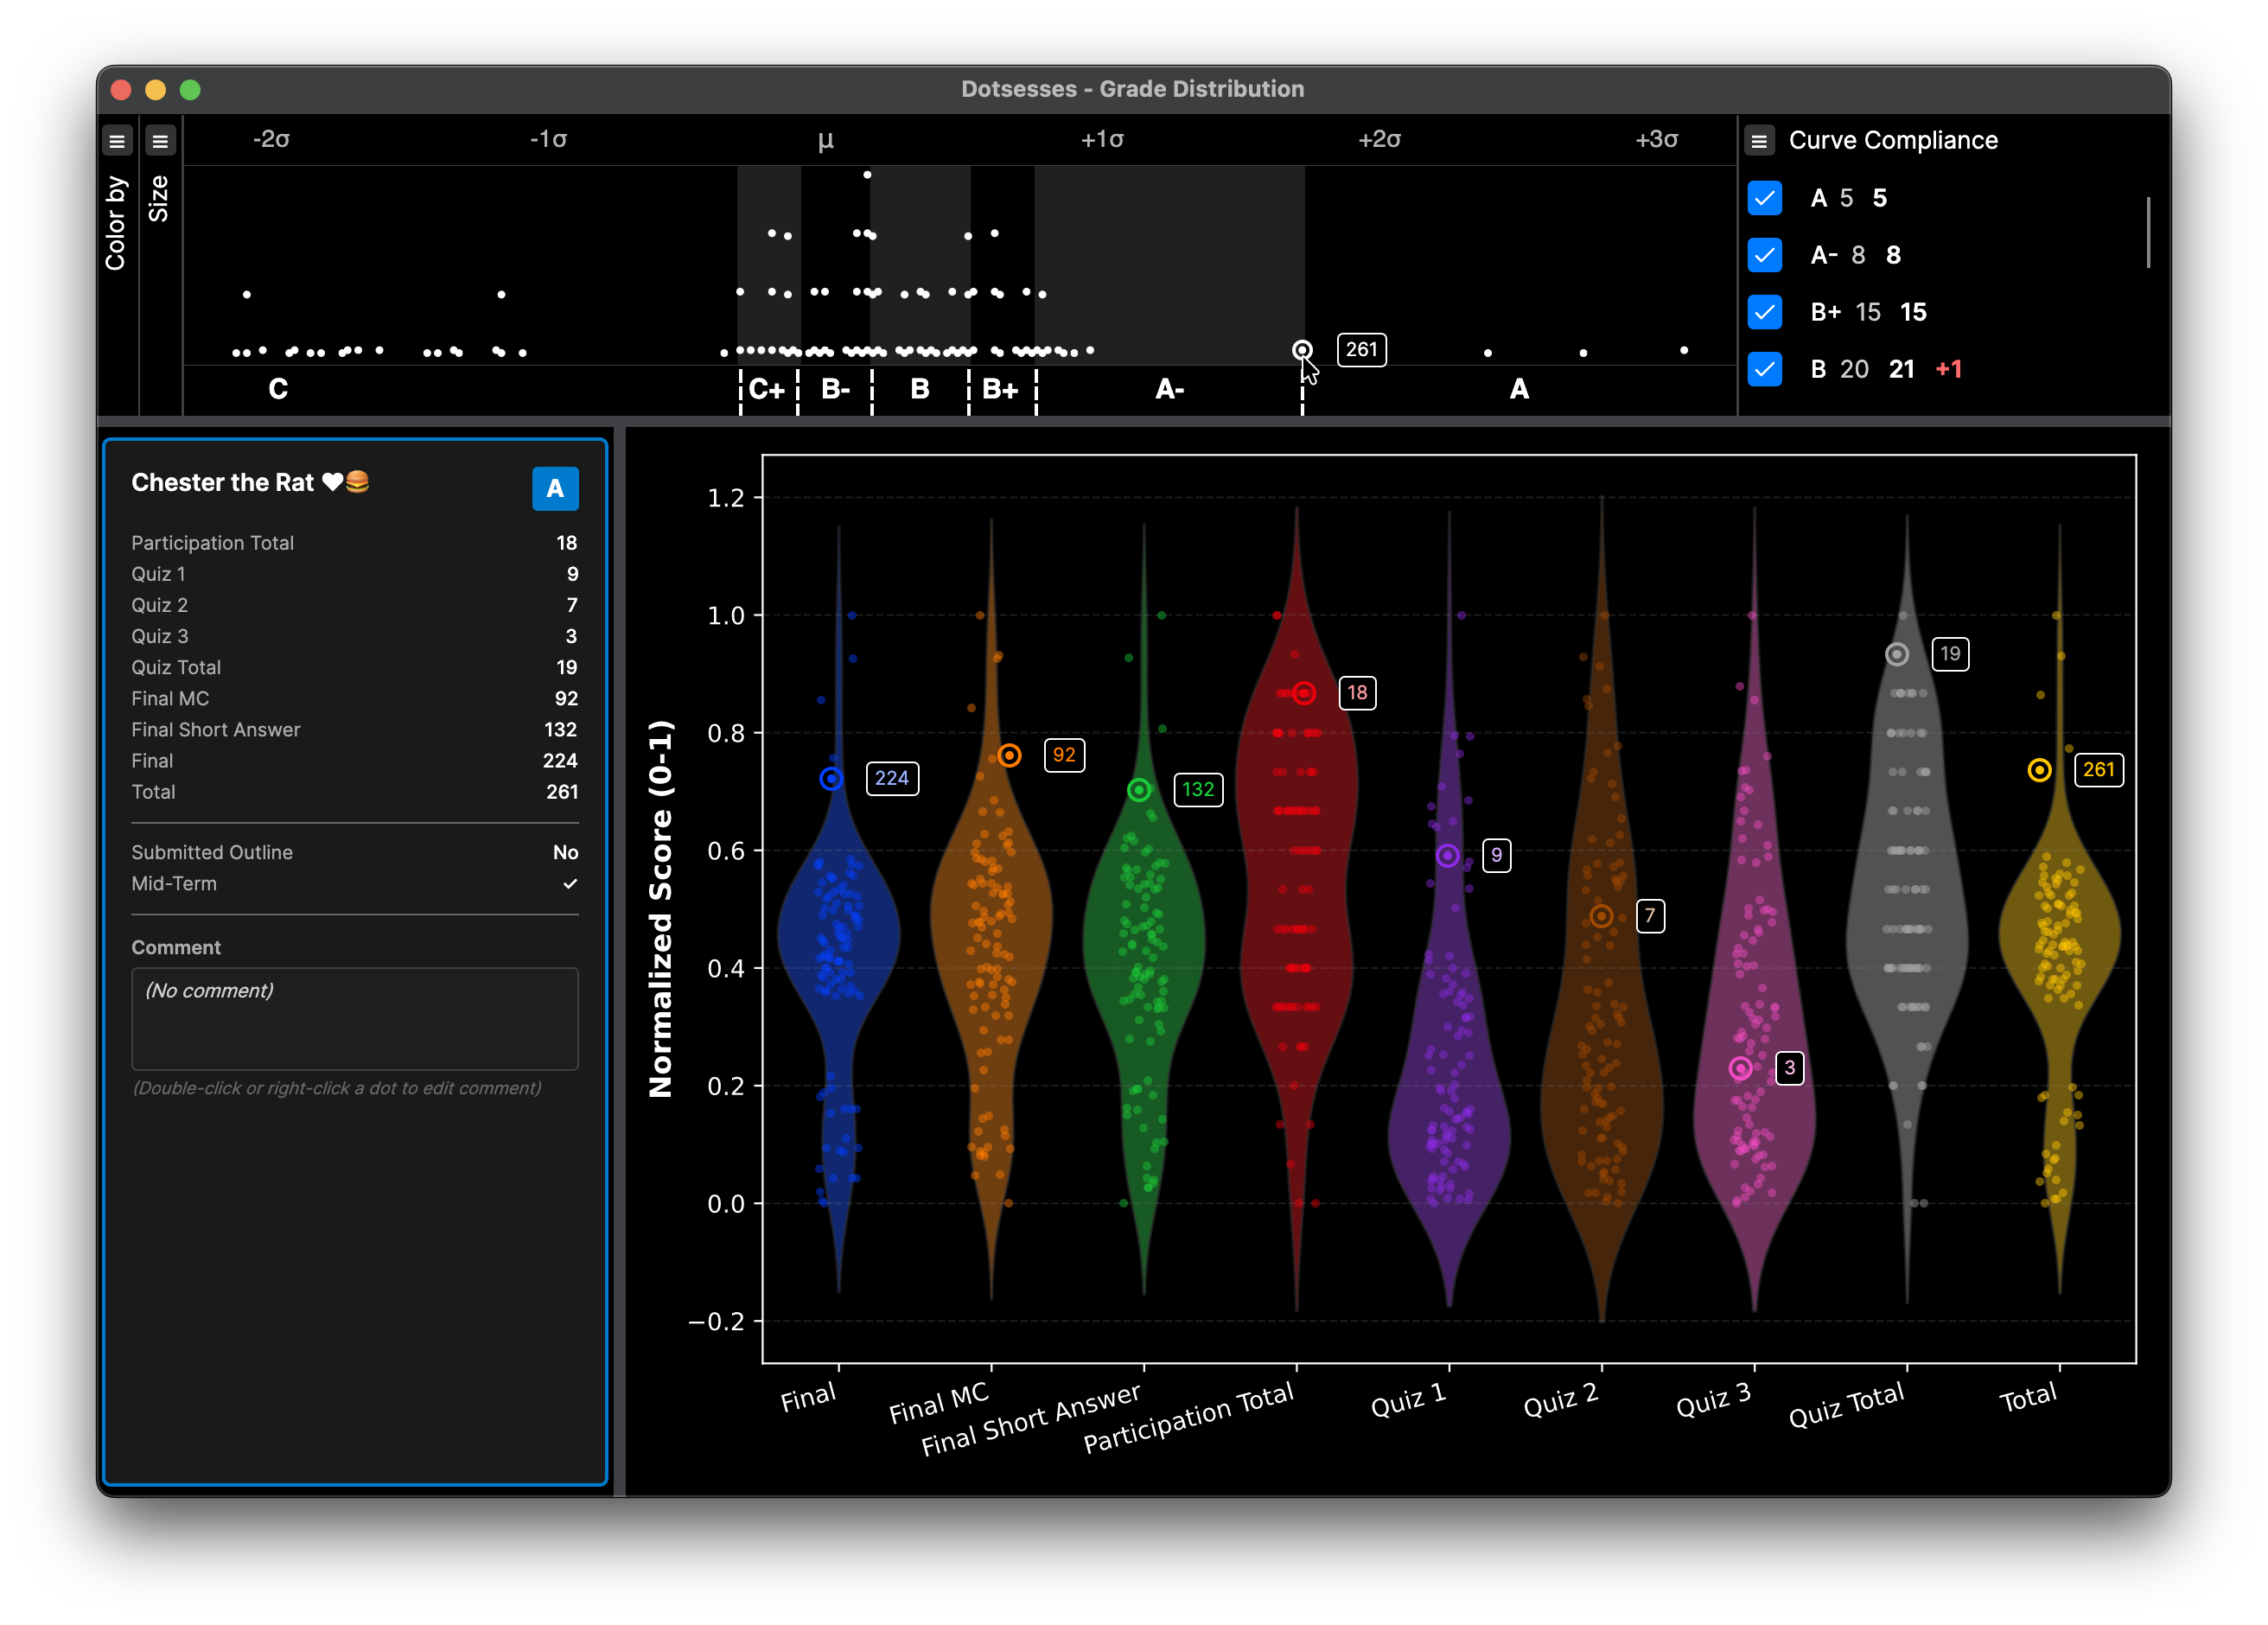 Dotsesses - Grade Distribution
Color by
Size
-2σ -1σ μ +1σ +2σ +3σ
261
C C+ B- B B+ A- A
Curve Compliance
A 5 5
A- 8 8
B+ 15 15
B 20 21 +1
Chester the Rat ❤🍔 A
Participation Total 18
Quiz 1 9
Quiz 2 7
Quiz 3 3
Quiz Total 19
Final MC 92
Final Short Answer 132
Final 224
Total 261
Submitted Outline No
Mid-Term ✓
Comment
(No comment)
(Double-click or right-click a dot to edit comment)
Normalized Score (0-1)
1.2
1.0
0.8
0.6
0.4
0.2
0.0
−0.2
224
92
132
18
9
7
3
19
261
Final
Final MC
Final Short Answer
Participation Total
Quiz 1
Quiz 2
Quiz 3
Quiz Total
Total